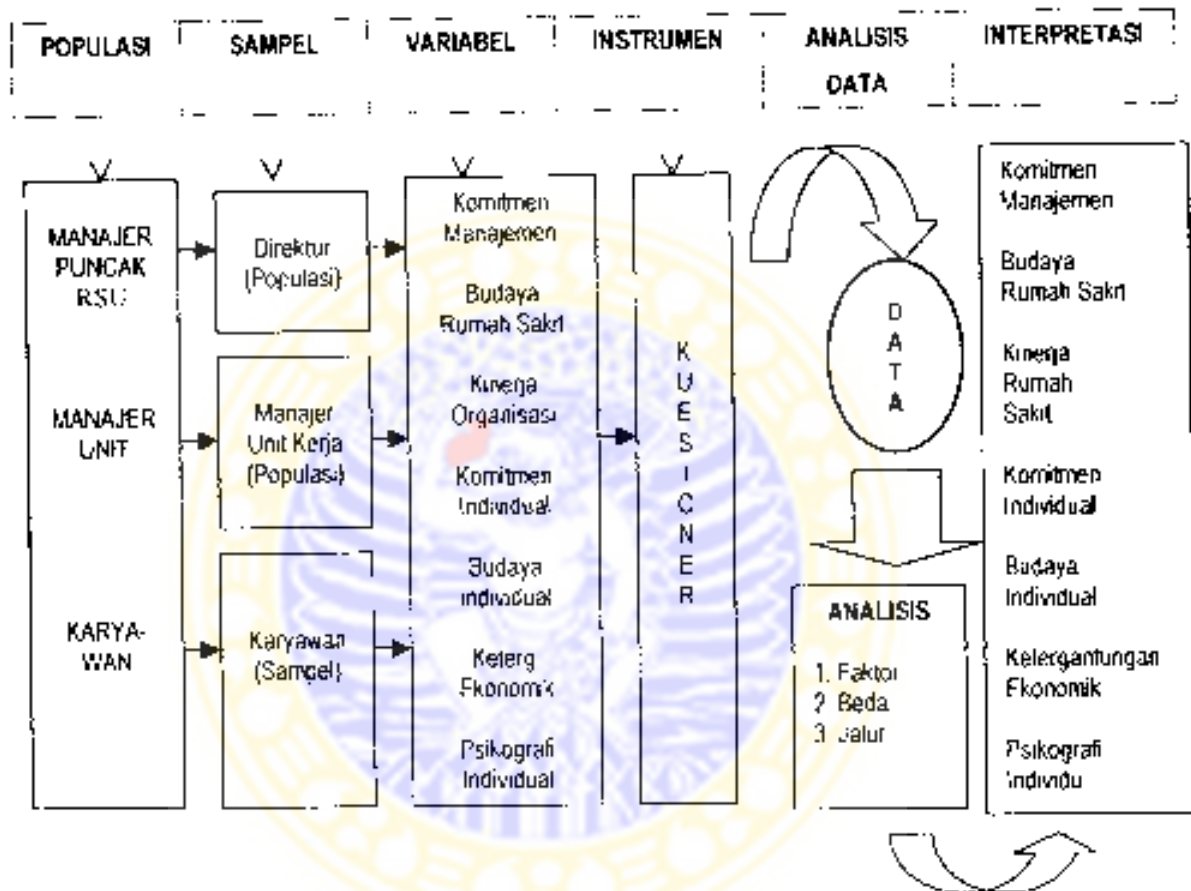 POPULASI
SAMPEL
VARIABEL
INSTRUMEN
ANALISIS
DATA
INTERPRETASI
MANAJER
PUNCAK
RSU
MANAJER
UNIT
KARYA-
WAN
Direktur
(Populasi)
Manajer
Unit Kerja
(Populasi)
Karyawan
(Sampel)
Komitmen
Manajemen
Budaya
Rumah Sakit
Kinerja
Organisasi
Komitmen
Individual
Budaya
individual
Keterg
Ekonomik
Psikografi
Individual
K
U
E
S
I
O
N
E
R
D
A
T
A
ANALISIS
1. Faktor
2. Beda
3. Jalur
Komitmen
Manajemen
Budaya
Rumah Sakit
Kinerja
Rumah
Sakit
Komitmen
Individual
Budaya
Individual
Ketergantungan
Ekonomik
Psikografi
Individu